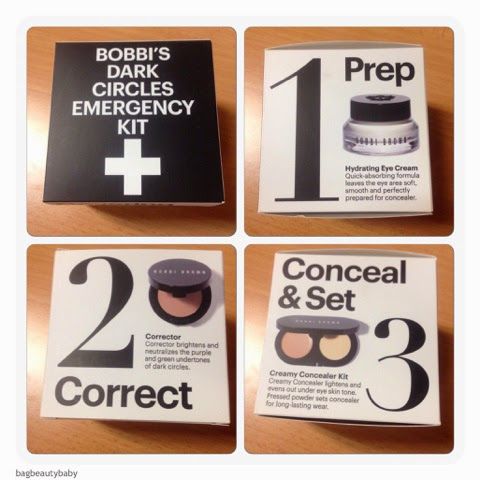 BOBBI'S
DARK
CIRCLES
EMERGENCY
KIT
1
Prep
BOBBI BROWN
Hydrating Eye Cream
Quick-absorbing formula
leaves the eye area soft,
smooth and perfectly
prepared for concealer.
2
BOBBI BROWN
Corrector
Corrector brightens and
neutralizes the purple
and green undertones
of dark circles.
Correct
Conceal
& Set
BOBBI BROWN
3
Creamy Concealer Kit
Creamy Concealer lightens and
evens out under eye skin tone.
Pressed powder sets concealer
for long-lasting wear.
bagbeautybaby